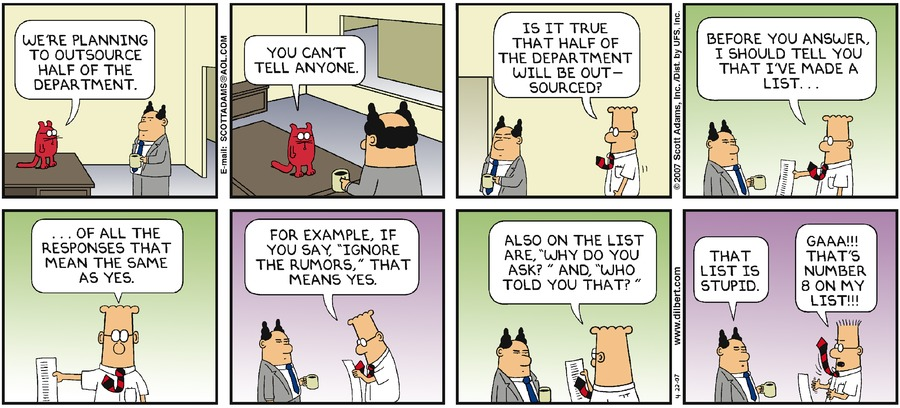 WE'RE PLANNING
TO OUTSOURCE
HALF OF THE
DEPARTMENT.
E-mail: SCOTTADAMS@AOL.COM
YOU CAN'T
TELL ANYONE.
IS IT TRUE
THAT HALF OF
THE DEPARTMENT
WILL BE OUT-
SOURCED?
© 2007 Scott Adams, Inc./Dist. by UFS, Inc.
BEFORE YOU ANSWER,
I SHOULD TELL YOU
THAT I'VE MADE A
LIST...
...OF ALL THE
RESPONSES THAT
MEAN THE SAME
AS YES.
FOR EXAMPLE, IF
YOU SAY, "IGNORE
THE RUMORS," THAT
MEANS YES.
ALSO ON THE LIST
ARE, "WHY DO YOU
ASK?" AND, "WHO
TOLD YOU THAT?"
www.dilbert.com
4-22-07
THAT
LIST IS
STUPID.
GAAA!!!
THAT'S
NUMBER
8 ON MY
LIST!!!